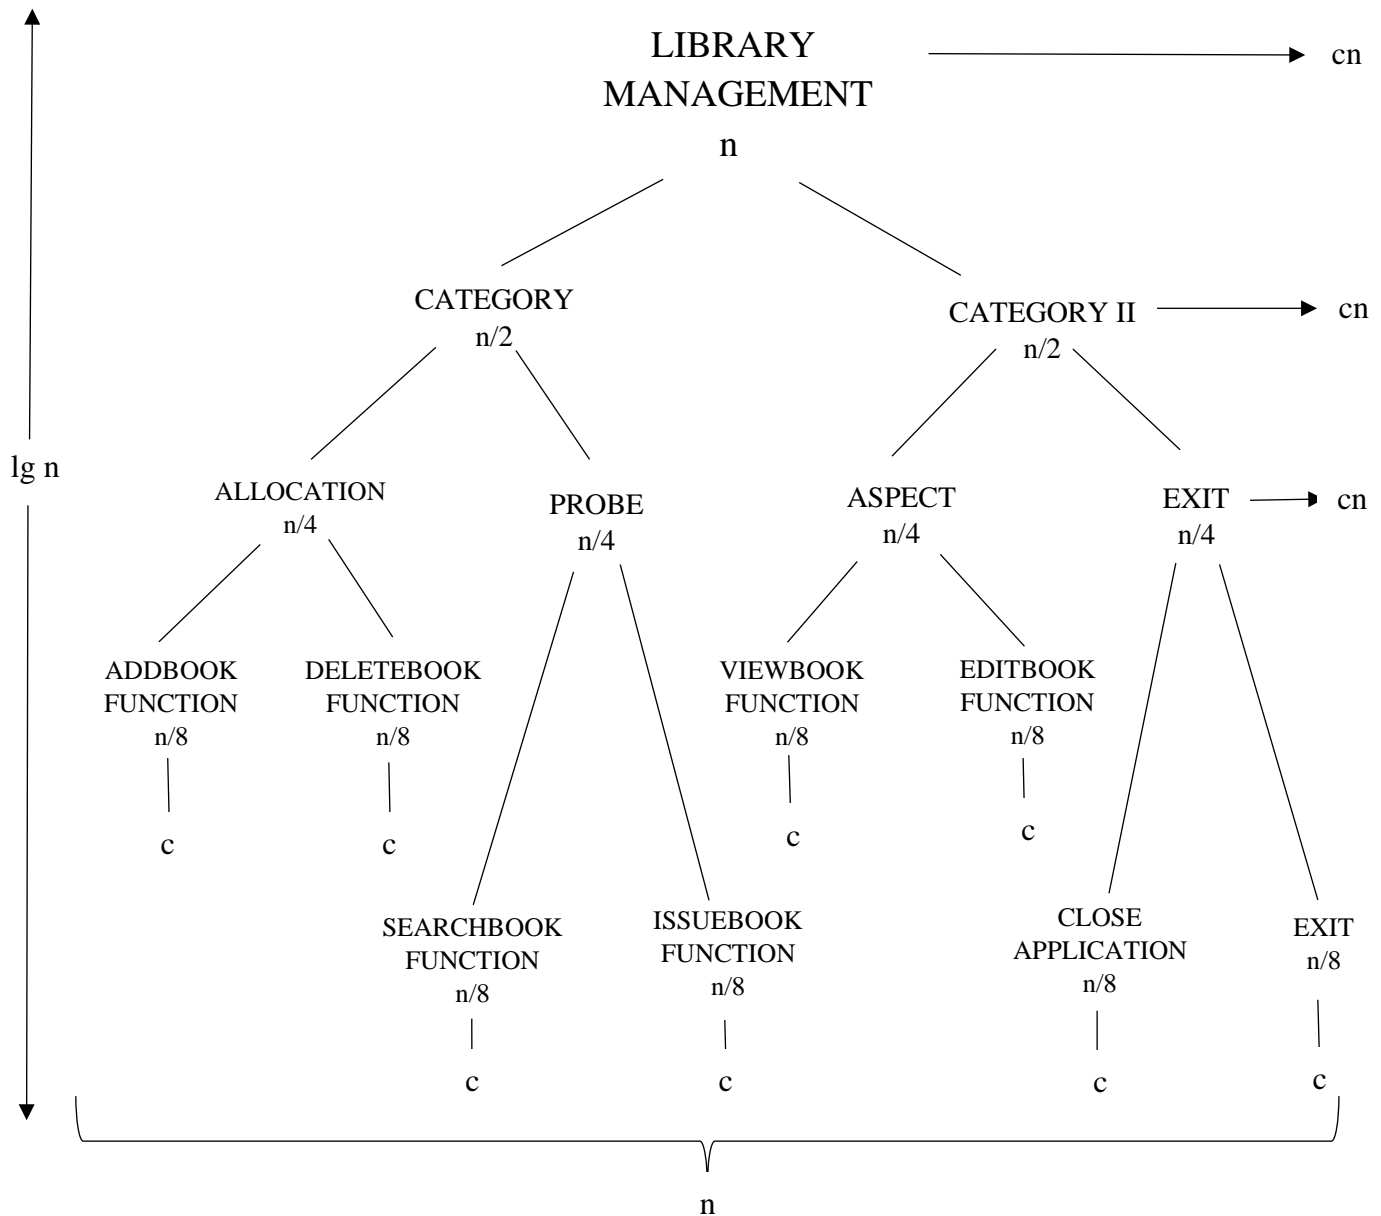 LIBRARY
MANAGEMENT
n
cn
CATEGORY
n/2
CATEGORY II
n/2
cn
lg n
ALLOCATION
n/4
PROBE
n/4
ASPECT
n/4
EXIT
n/4
cn
ADDBOOK
FUNCTION
n/8
c
DELETEBOOK
FUNCTION
n/8
c
VIEWBOOK
FUNCTION
n/8
c
EDITBOOK
FUNCTION
n/8
c
SEARCHBOOK
FUNCTION
n/8
c
ISSUEBOOK
FUNCTION
n/8
c
CLOSE
APPLICATION
n/8
c
EXIT
n/8
c
n